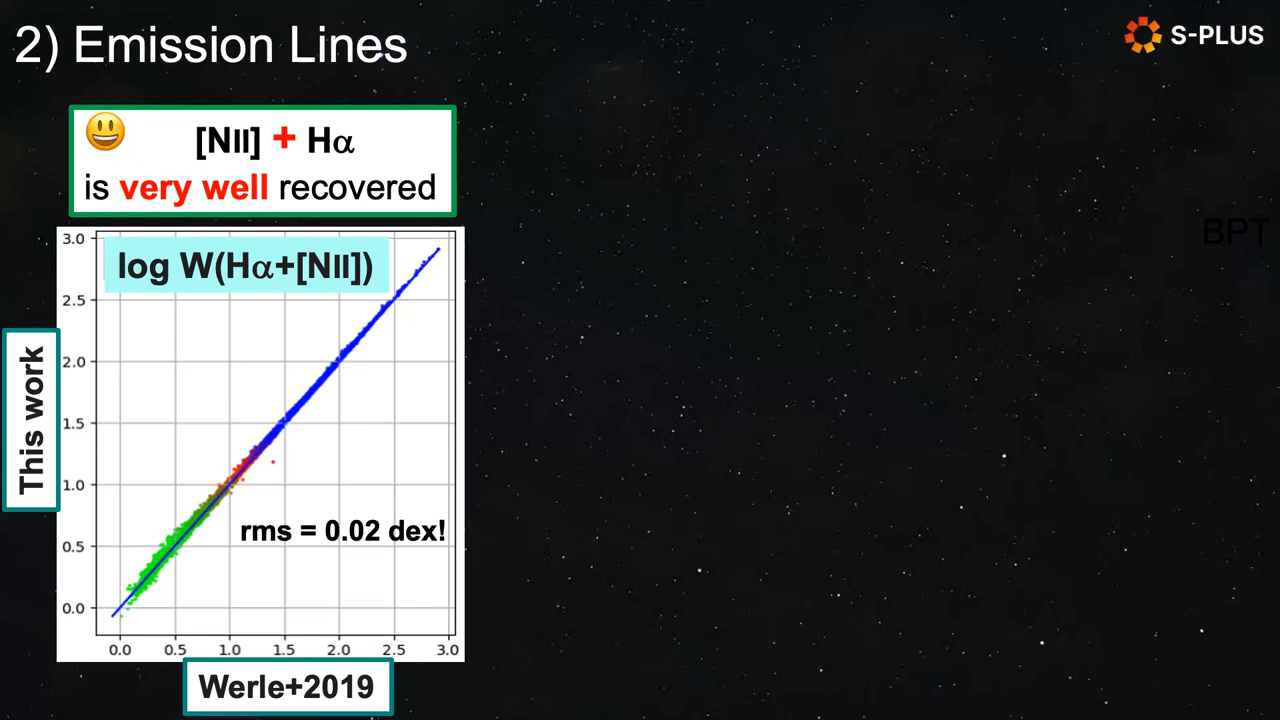 2) Emission Lines
S-PLUS
[NII] + Hα
is very well recovered
BPT
log W(Hα+[NII])
3.0
2.5
2.0
1.5
1.0
0.5
0.0
This work
rms = 0.02 dex!
0.0 0.5 1.0 1.5 2.0 2.5 3.0
Werle+2019